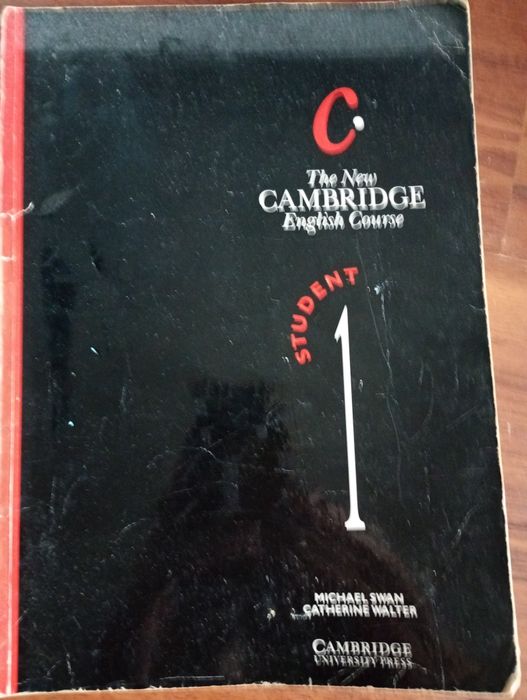 C
The New
CAMBRIDGE
English Course
STUDENT
1
MICHAEL SWAN
CATHERINE WALTER
CAMBRIDGE
UNIVERSITY PRESS